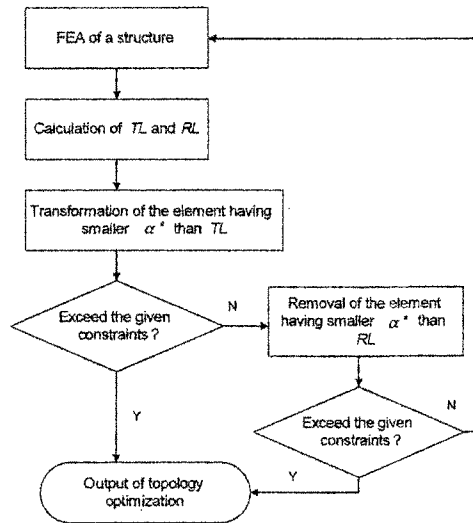 FEA of a structure
Calculation of TL and RL
Transformation of the element having
smaller α* than TL
Exceed the given
constraints ?
N
Removal of the element
having smaller α* than
RL
Y
Exceed the given
constraints ?
N
Y
Output of topology
optimization